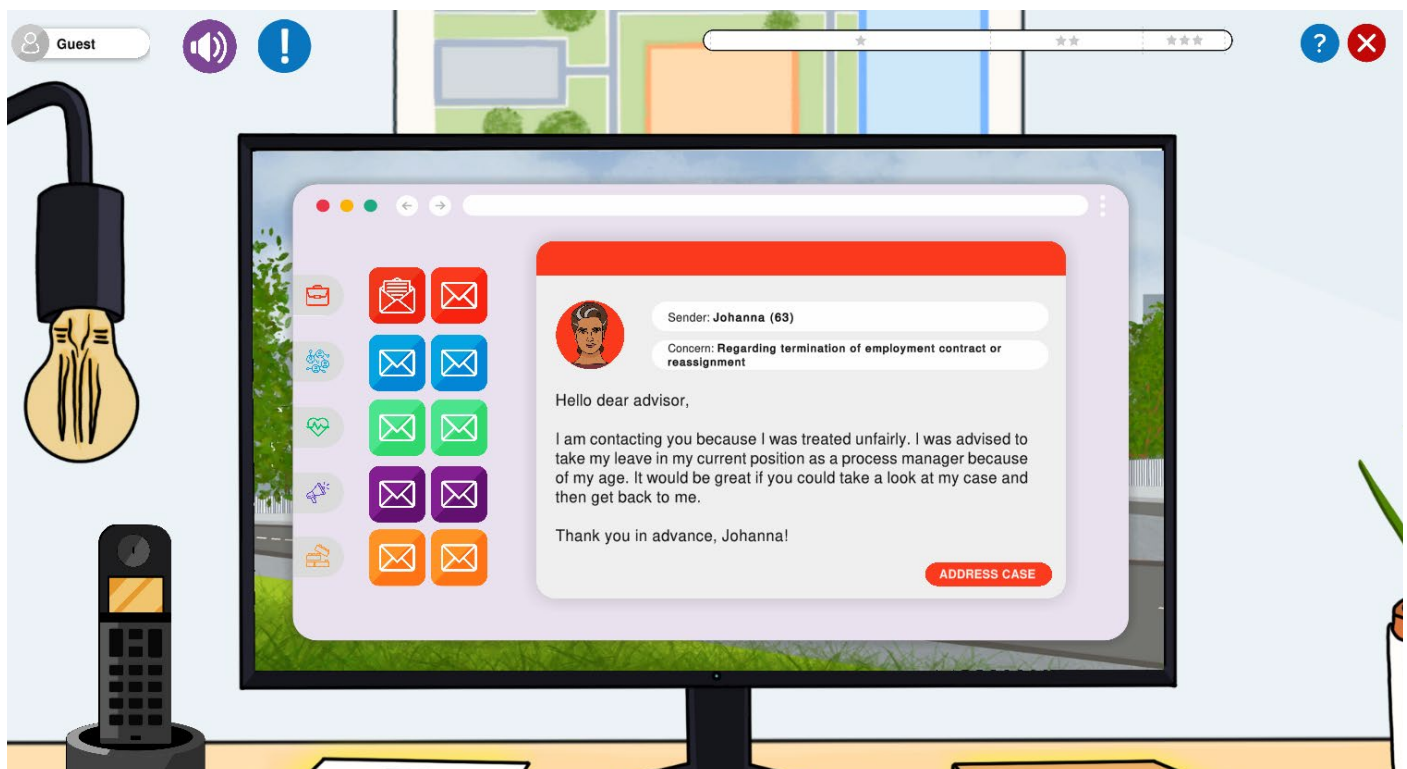 Guest
Sender: Johanna (63)
Concern: Regarding termination of employment contract or
reassignment
Hello dear advisor,
I am contacting you because I was treated unfairly. I was advised to
take my leave in my current position as a process manager because
of my age. It would be great if you could take a look at my case and
then get back to me.
Thank you in advance, Johanna!
ADDRESS CASE